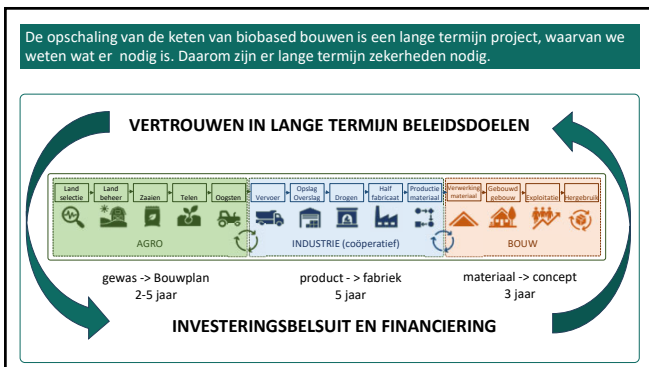 De opschaling van de keten van biobased bouwen is een lange termijn project, waarvan we
weten wat er nodig is. Daarom zijn er lange termijn zekerheden nodig.
VERTROUWEN IN LANGE TERMIJN BELEIDSDOELEN
Land
selectie
Land
beheer
Zaaien
Telen
Oogsten
Vervoer
Opslag
Overslag
Drogen
Half
fabricaat
Productie
materiaal
Verwerking
materiaal
Gebouwd
gebouw
Exploitatie
Hergebruik
AGRO
INDUSTRIE (coöperatief)
BOUW
gewas -> Bouwplan
2-5 jaar
product - > fabriek
5 jaar
materiaal -> concept
3 jaar
INVESTERINGSBELSUIT EN FINANCIERING